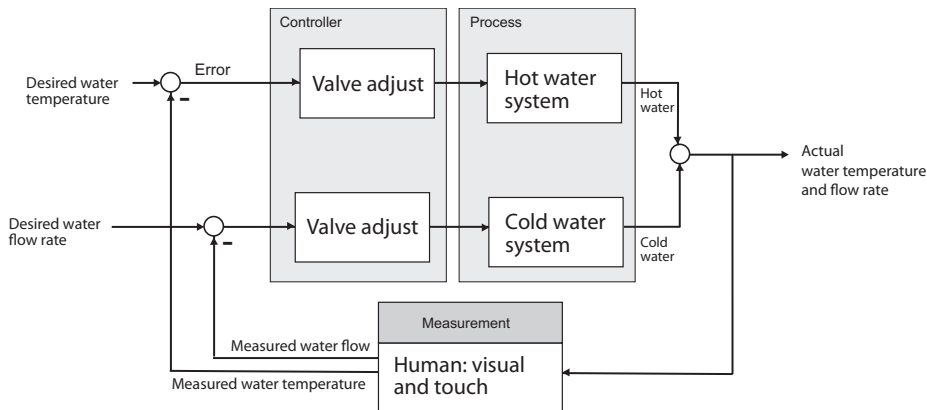 Controller
Process
Error
Desired water
temperature
-
Valve adjust
Hot water
system
Hot
water
Actual
water temperature
and flow rate
Desired water
flow rate
-
Valve adjust
Cold water
system
Cold
water
Measurement
Measured water flow
Human: visual
and touch
Measured water temperature